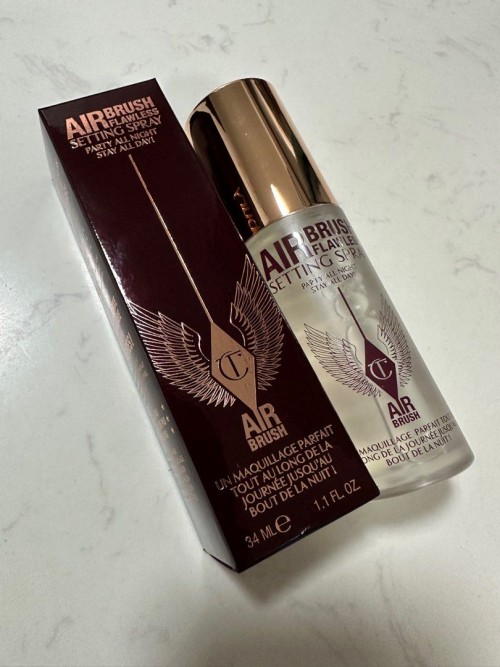 AIRBRUSH
FLAWLESS
SETTING SPRAY
PARTY ALL NIGHT
STAY ALL DAY!
CT
AIR
BRUSH
UN MAQUILLAGE PARFAIT
TOUT AU LONG DE LA
JOURNÉE JUSQU'AU
BOUT DE LA NUIT !
34 ML e 1.1 FL. OZ.
AIRBRUSH
FLAWLESS
SETTING SPRA
PARTY ALL NIGHT
STAY ALL DAY!
CT
AIR
BRUSH
MAQUILLAGE PARFAIT TOU
LONG DE LA JOURNÉE JUSQU'A
BOUT DE LA NUIT !